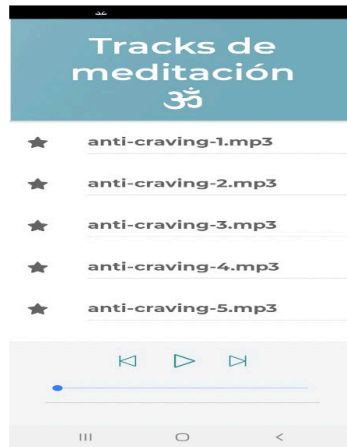 Tracks de
meditación
ॐ
anti-craving-1.mp3
anti-craving-2.mp3
anti-craving-3.mp3
anti-craving-4.mp3
anti-craving-5.mp3